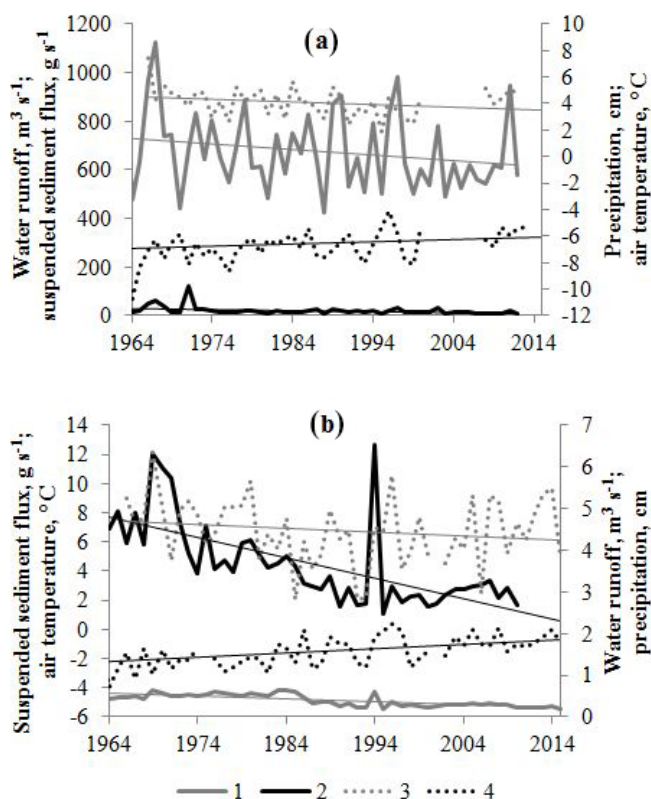 (a)
Water runoff, m³ s⁻¹;
suspended sediment flux, g s⁻¹
1200
1000
800
600
400
200
0
10
8
6
4
2
0
-2
-4
-6
-8
-10
-12
Precipitation, cm;
air temperature, °C
1964 1974 1984 1994 2004 2012
(b)
Suspended sediment flux, g s⁻¹;
air temperature, °C
14
12
10
8
6
4
2
0
-2
-4
-6
7
6
5
4
3
2
1
0
Water runoff, m³ s⁻¹;
precipitation, cm
1964 1974 1984 1994 2004 2014
1 2 3 4